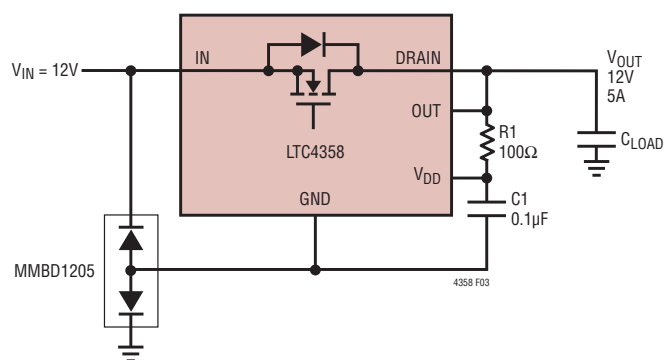 V_IN = 12V
IN
DRAIN
V_OUT
12V
5A
OUT
R1
100Ω
C_LOAD
LTC4358
V_DD
GND
C1
0.1µF
MMBD1205
4358 F03